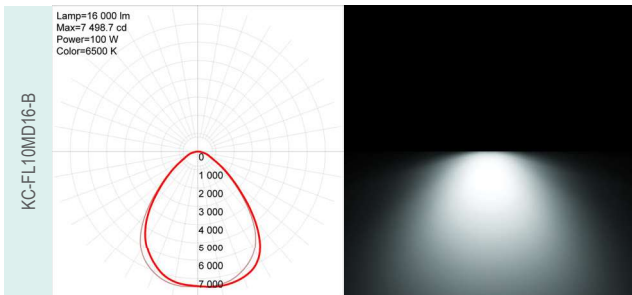 KC-FL10MD16-B
Lamp=16 000 lm
Max=7 498.7 cd
Power=100 W
Color=6500 K
0
1 000
2 000
3 000
4 000
5 000
6 000
7 000